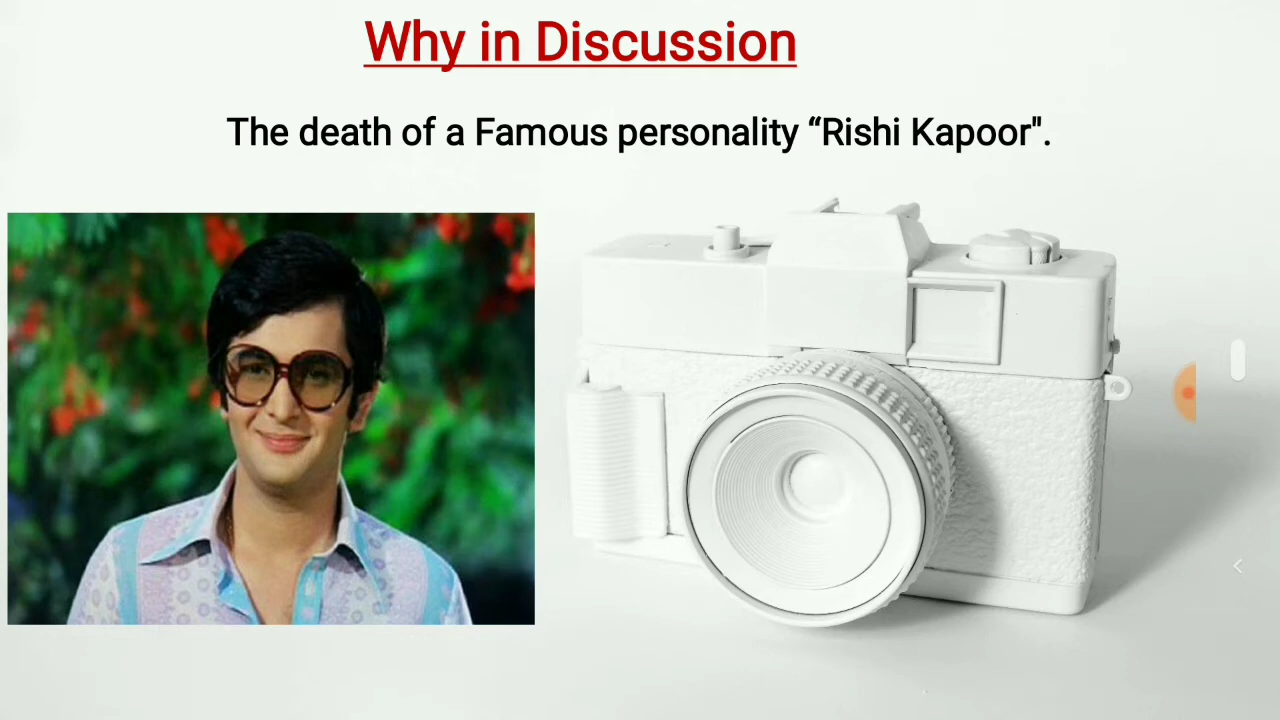 Why in Discussion
The death of a Famous personality “Rishi Kapoor".